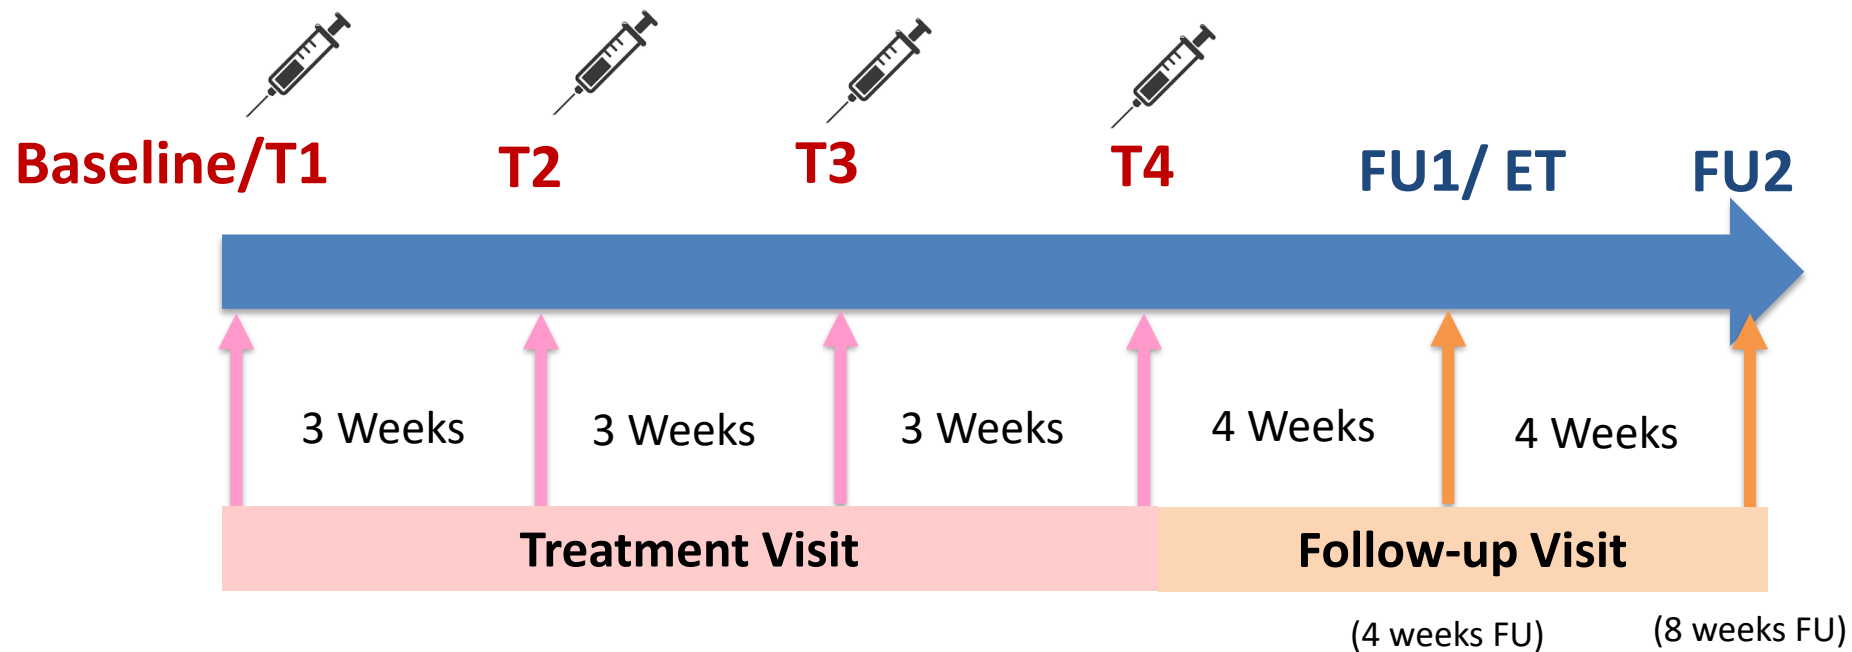 Baseline/T1
T2
T3
T4
FU1/ ET
FU2
3 Weeks
3 Weeks
3 Weeks
4 Weeks
4 Weeks
Treatment Visit
Follow-up Visit
(4 weeks FU)
(8 weeks FU)